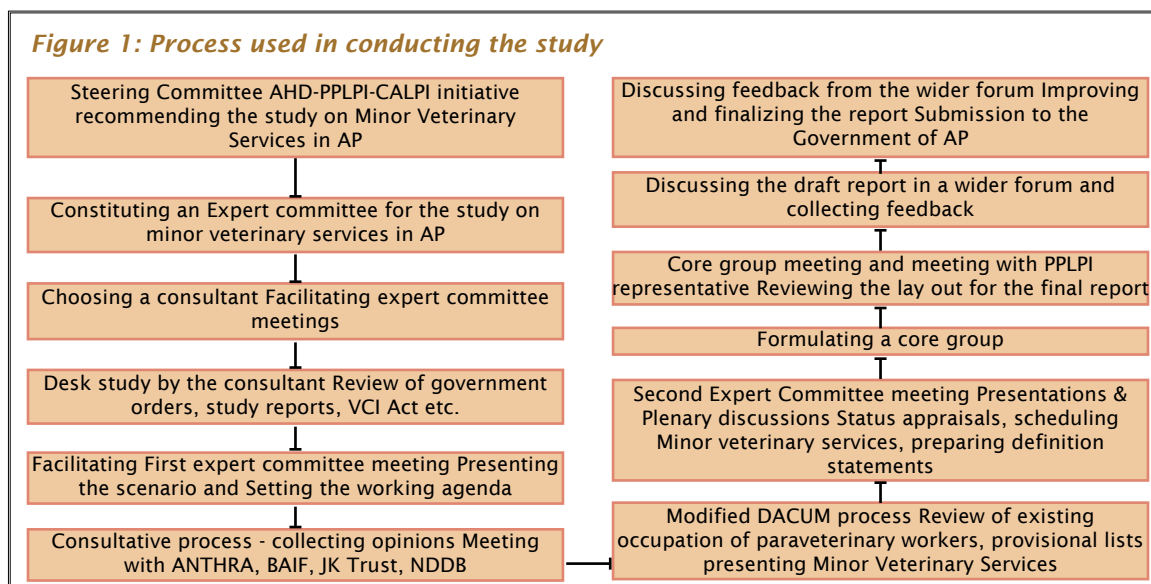 Figure 1: Process used in conducting the study
Steering Committee AHD-PPLPI-CALPI initiative
recommending the study on Minor Veterinary
Services in AP
Constituting an Expert committee for the study on
minor veterinary services in AP
Choosing a consultant Facilitating expert committee
meetings
Desk study by the consultant Review of government
orders, study reports, VCI Act etc.
Facilitating First expert committee meeting Presenting
the scenario and Setting the working agenda
Consultative process - collecting opinions Meeting
with ANTHRA, BAIF, JK Trust, NDDB
Modified DACUM process Review of existing
occupation of paraveterinary workers, provisional lists
presenting Minor Veterinary Services
Second Expert Committee meeting Presentations &
Plenary discussions Status appraisals, scheduling
Minor veterinary services, preparing definition
statements
Formulating a core group
Core group meeting and meeting with PPLPI
representative Reviewing the lay out for the final report
Discussing the draft report in a wider forum and
collecting feedback
Discussing feedback from the wider forum Improving
and finalizing the report Submission to the
Government of AP